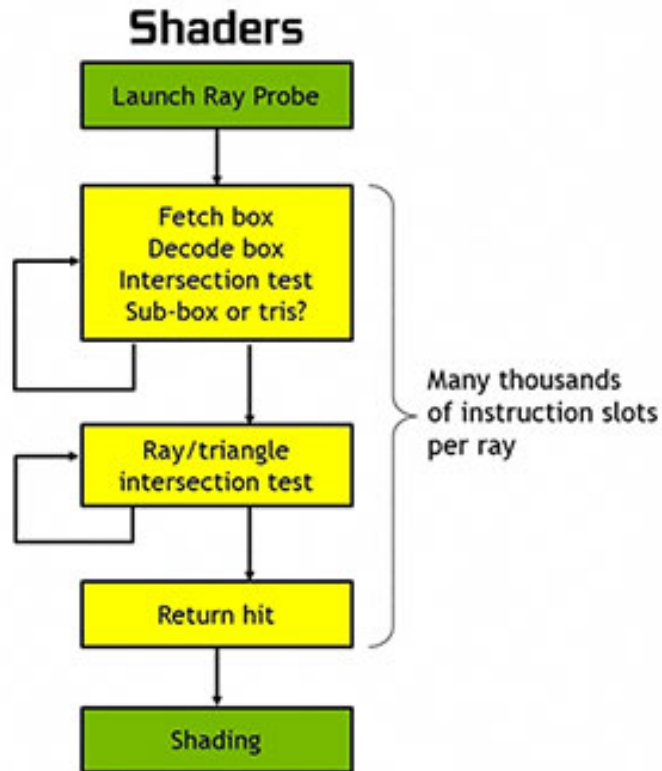 Shaders
Launch Ray Probe
Fetch box
Decode box
Intersection test
Sub-box or tris?
Many thousands
of instruction slots
per ray
Ray/triangle
intersection test
Return hit
Shading